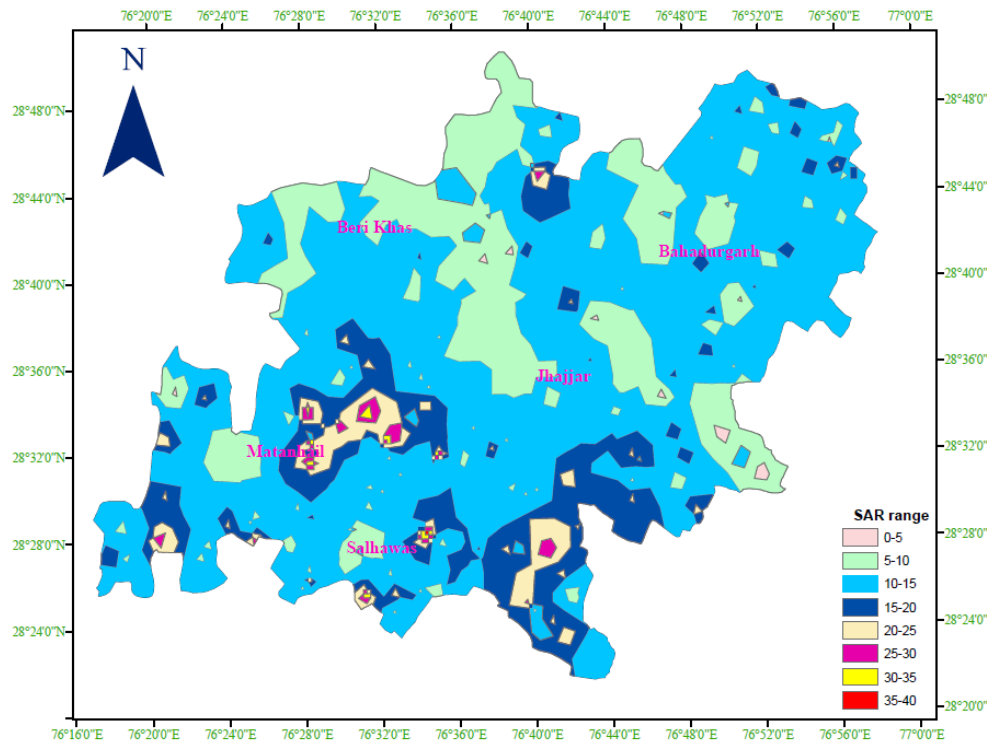 76°20'0"E 76°24'0"E 76°28'0"E 76°32'0"E 76°36'0"E 76°40'0"E 76°44'0"E 76°48'0"E 76°52'0"E 76°56'0"E 77°0'0"E
N
28°48'0"N 28°48'0"N
28°44'0"N 28°44'0"N
Beri Khas
Bahadurgarh
28°40'0"N 28°40'0"N
28°36'0"N 28°36'0"N
Jhajjar
28°32'0"N 28°32'0"N
Matanhail
SAR range
28°28'0"N 28°28'0"N
0-5
Salhawas
5-10
10-15
15-20
28°24'0"N 28°24'0"N
20-25
25-30
30-35
35-40
28°20'0"N
76°16'0"E 76°20'0"E 76°24'0"E 76°28'0"E 76°32'0"E 76°36'0"E 76°40'0"E 76°44'0"E 76°48'0"E 76°52'0"E 76°56'0"E 77°0'0"E